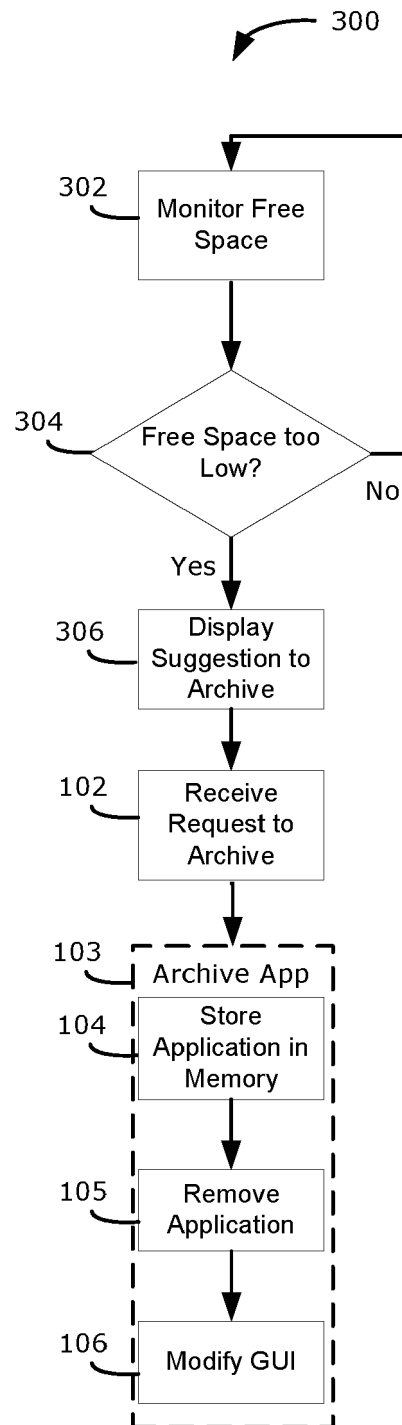 300
302
Monitor Free
Space
304
Free Space too
Low?
No
Yes
306
Display
Suggestion to
Archive
102
Receive
Request to
Archive
103
Archive App
104
Store
Application in
Memory
105
Remove
Application
106
Modify GUI